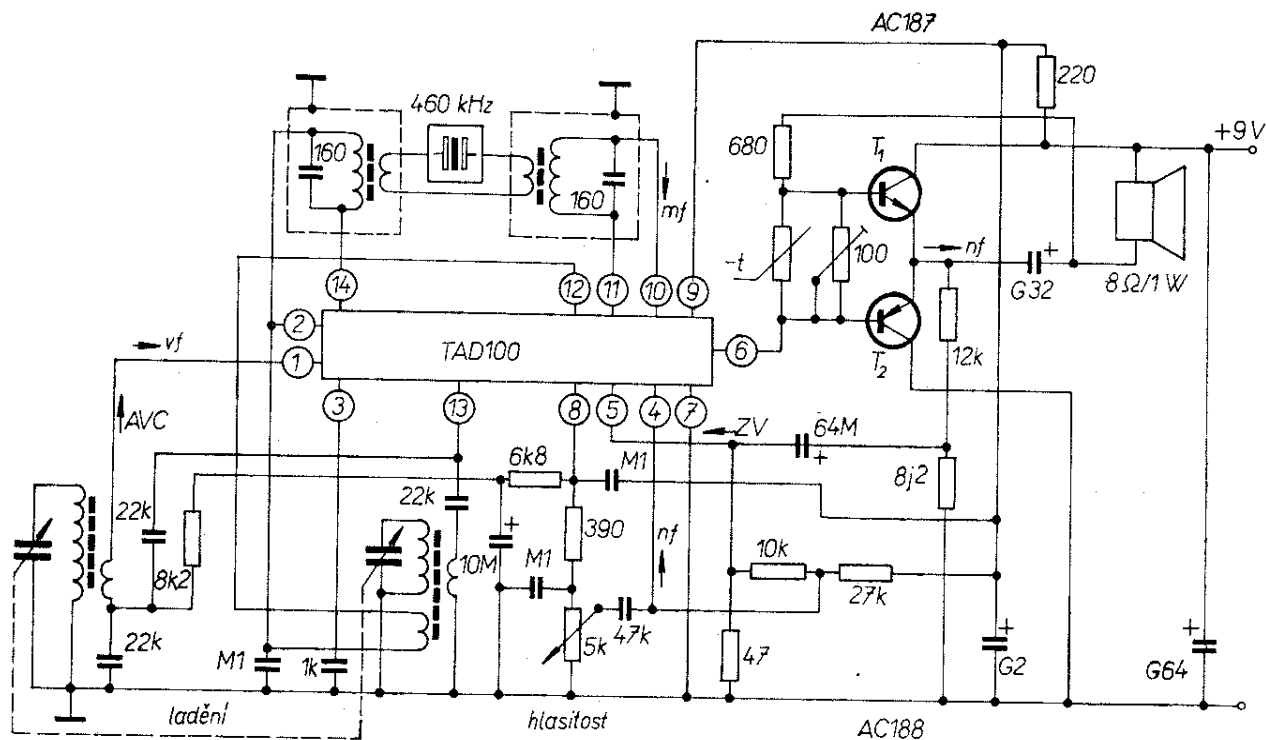 AC187
460 kHz
220
+9V
160
160
680
T₁
mf
nf
100
-t
G32
8Ω/1W
14
12
11
10
9
2
1
TAD100
6
T₂
12k
vf
3
13
8
5
4
7
AVC
ZV
64M
6k8
M1
8j2
22k
22k
390
nf
10k
8k2
10M
M1
27k
47k
22k
5k
M1
1k
47
G2
G64
ladění
hlasitost
AC188